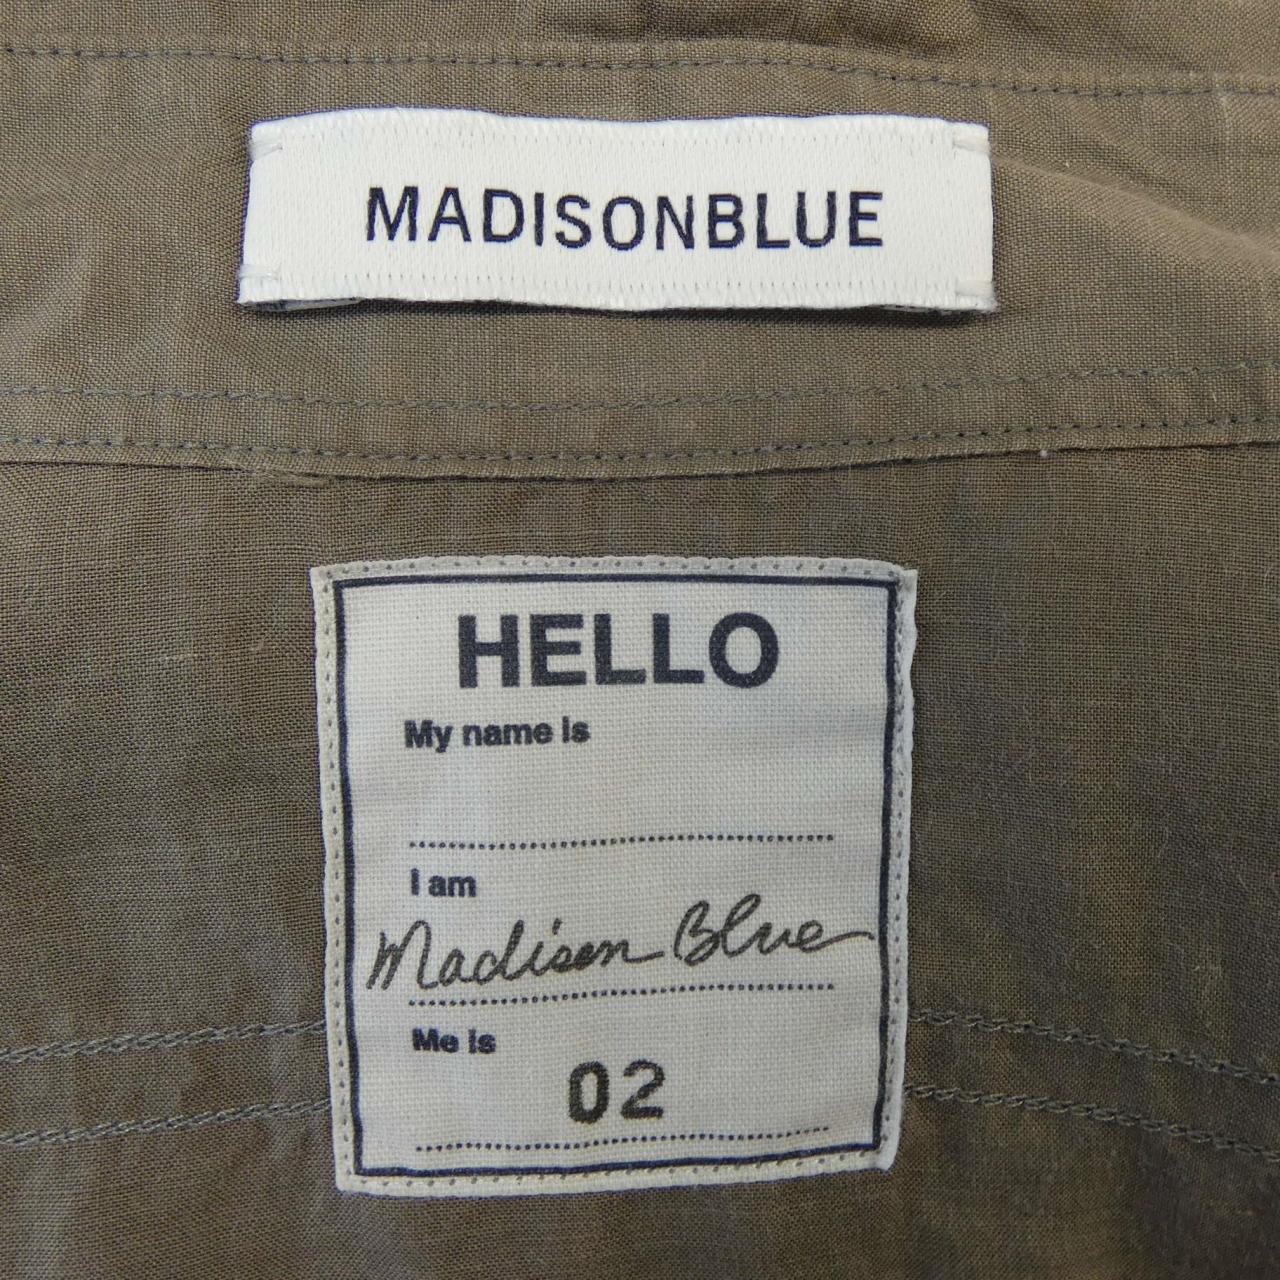 MADISONBLUE
HELLO
My name is
I am
Madison Blue
Me is
02